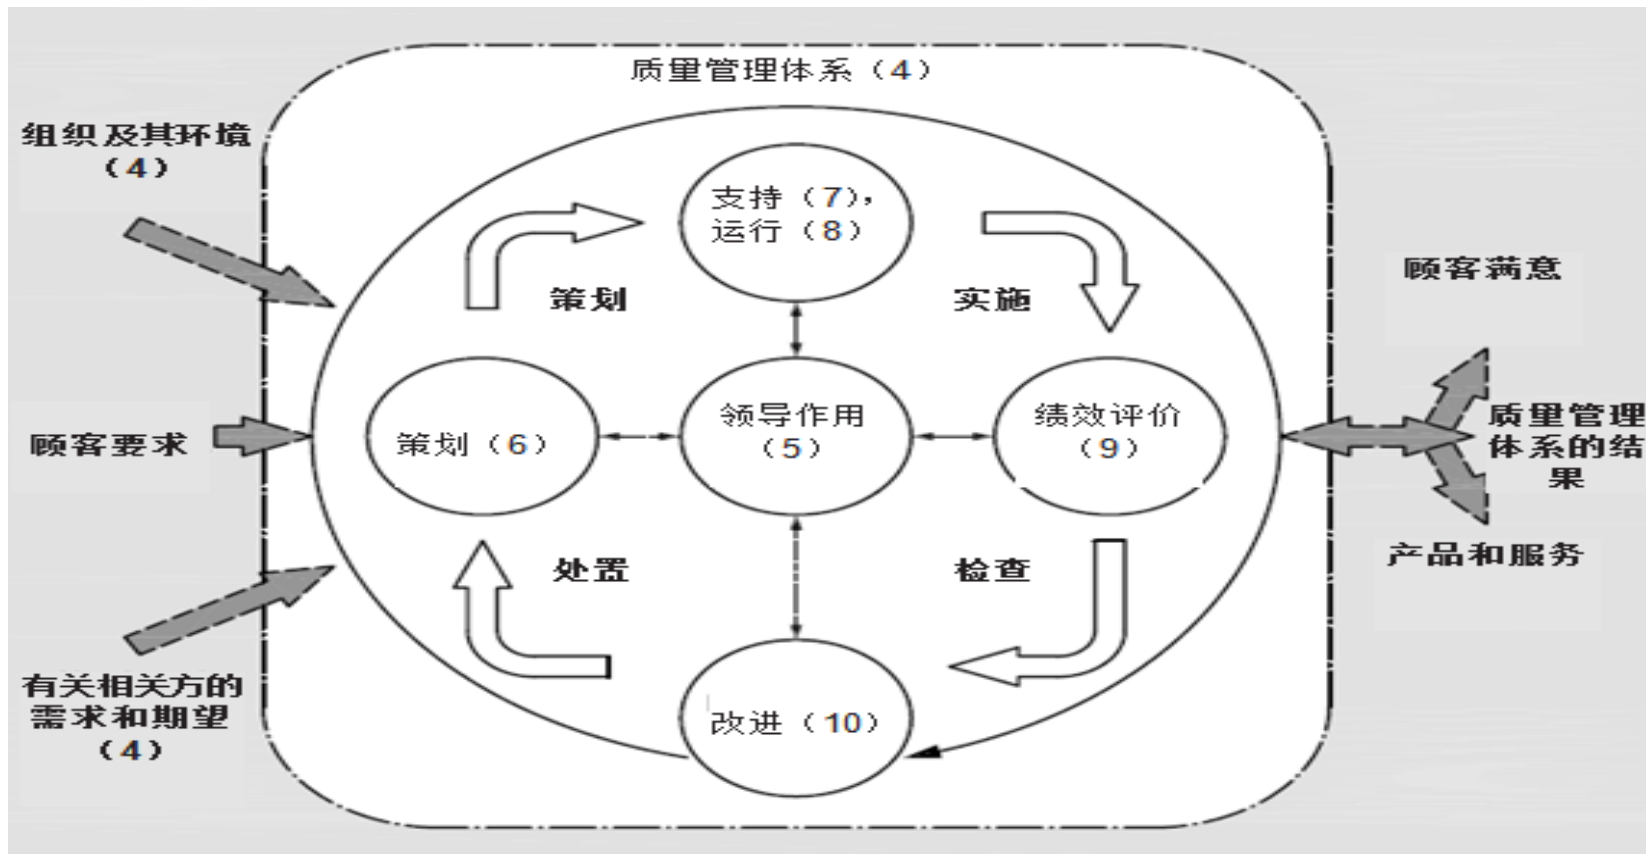 质量管理体系（4）
组织及其环境
（4）
支持（7），
运行（8）
策划
实施
顾客满意
顾客要求
策划（6）
领导作用
（5）
绩效评价
（9）
质量管理
体系的结
果
处置
检查
产品和服务
有关相关方的
需求和期望
（4）
改进（10）